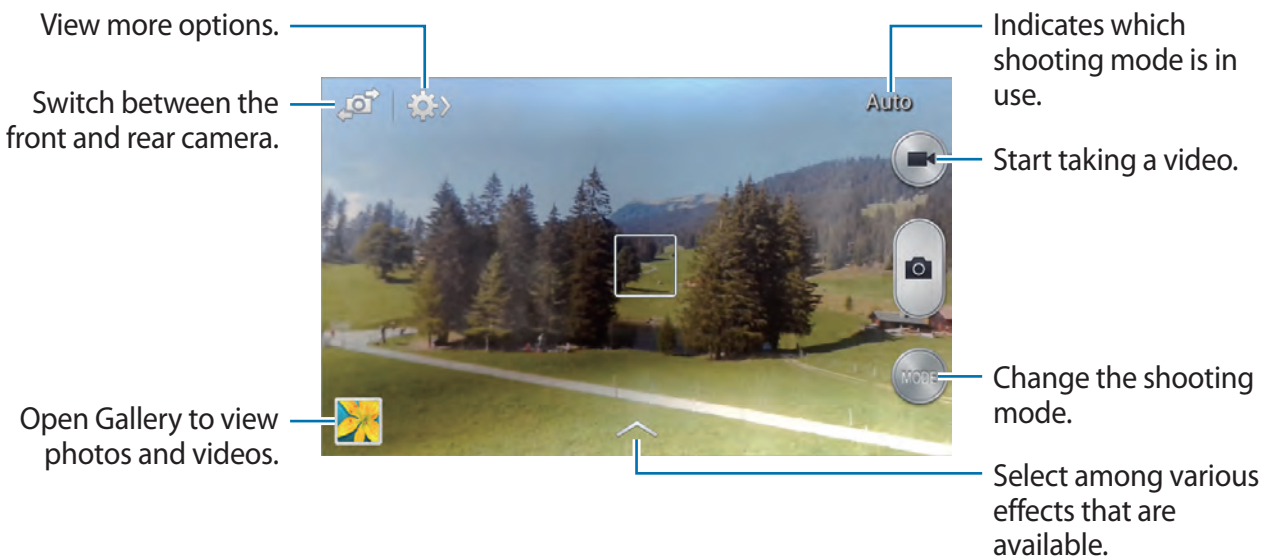 View more options.
Switch between the
front and rear camera.
Open Gallery to view
photos and videos.
Auto
MODE
Indicates which
shooting mode is in
use.
Start taking a video.
Change the shooting
mode.
Select among various
effects that are
available.